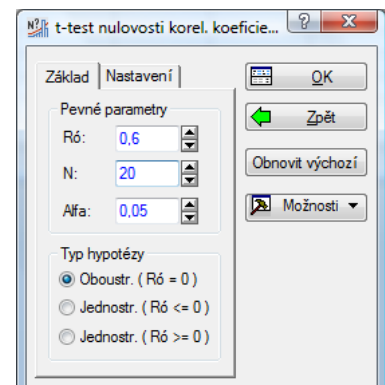 t-test nulovosti korel. koeficie...
Základ
Nastavení
OK
Pevné parametry
Zpět
Ró: 0,6
N: 20
Obnovit výchozí
Alfa: 0,05
Možnosti
Typ hypotézy
Oboustr. ( Ró = 0 )
Jednostr. ( Ró <= 0 )
Jednostr. ( Ró >= 0 )